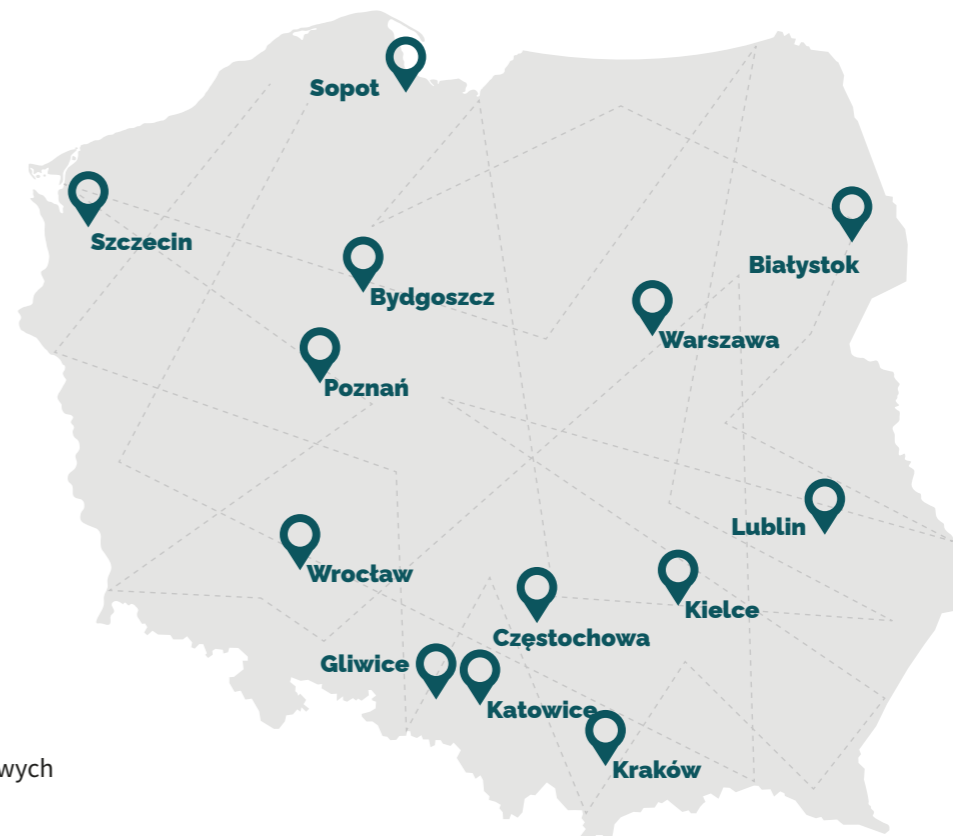 Sopot
Szczecin
Białystok
Bydgoszcz
Warszawa
Poznań
Lublin
Wrocław
Kielce
Częstochowa
Gliwice
Katowice
Kraków
wych